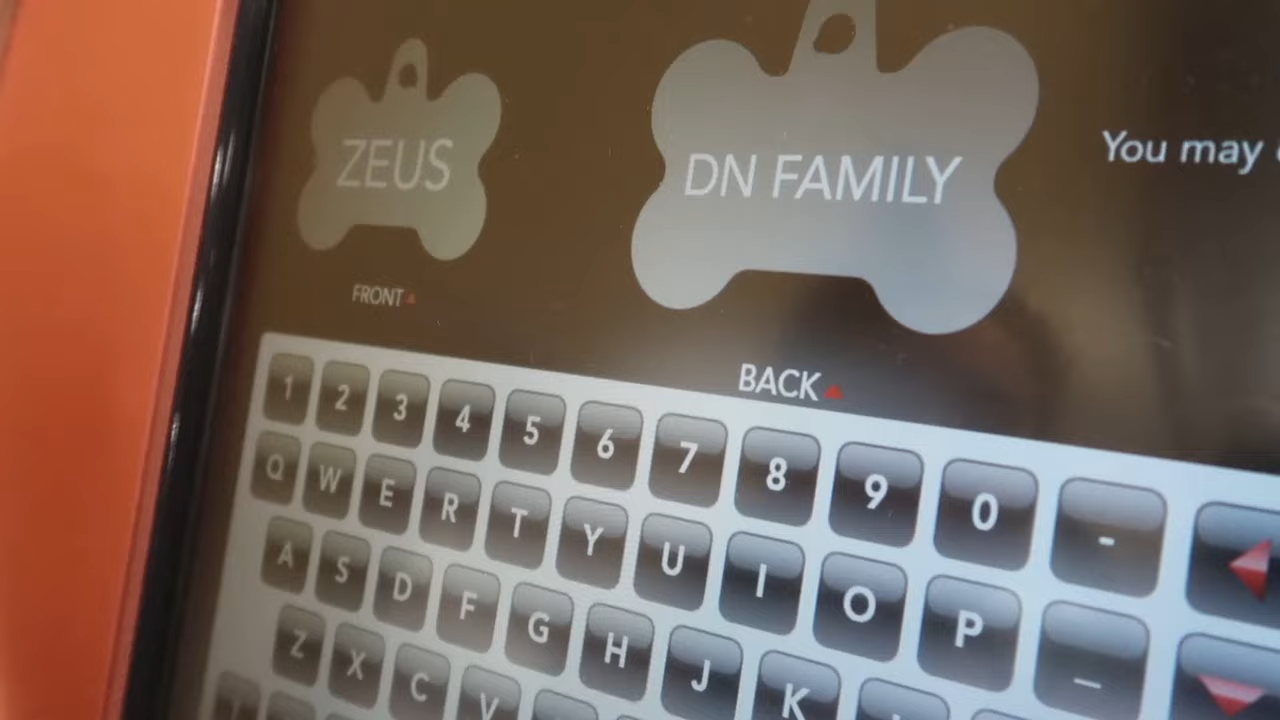 ZEUS
DN FAMILY
You may
FRONT
BACK
1 2 3 4 5 6 7 8 9 0 -
Q W E R T Y U I O P _
A S D F G H J K
Z X C V